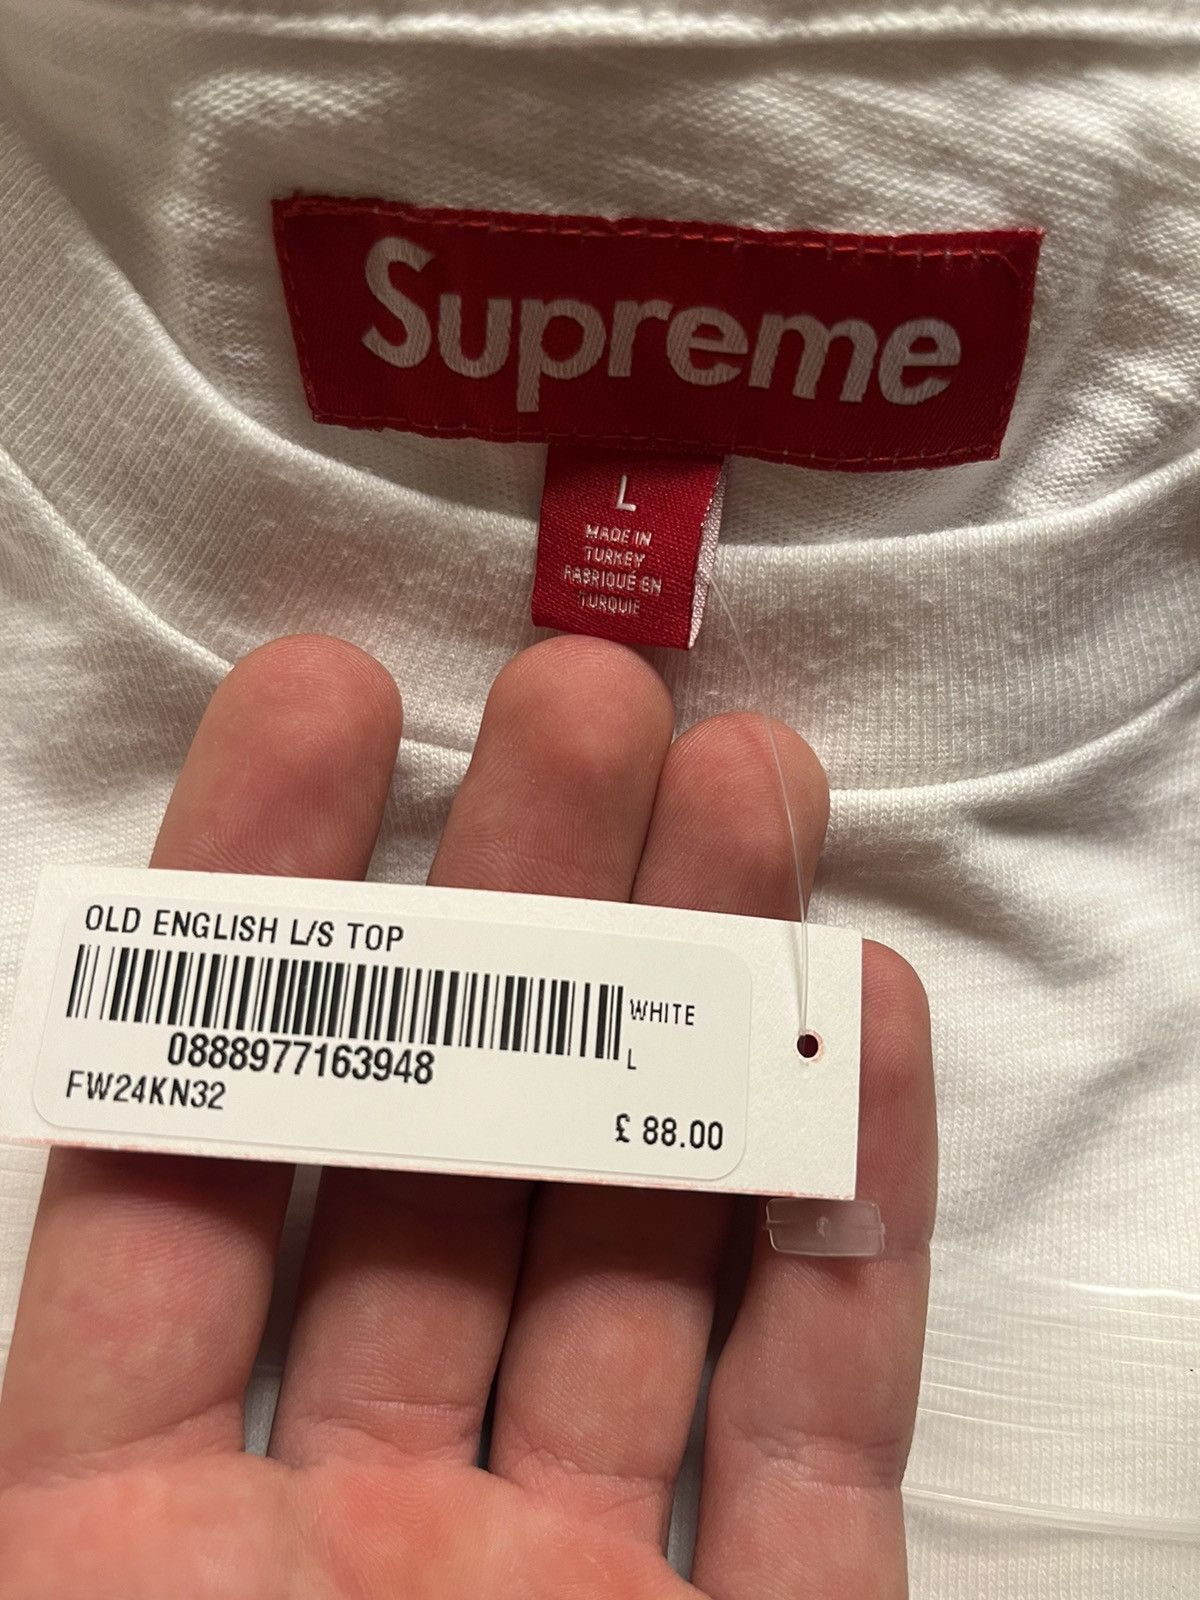 Supreme
L
MADE IN
TURKEY
FABRIQUÉ EN
TURQUIE
OLD ENGLISH L/S TOP
WHITE
L
0888977163948
FW24KN32
£ 88.00